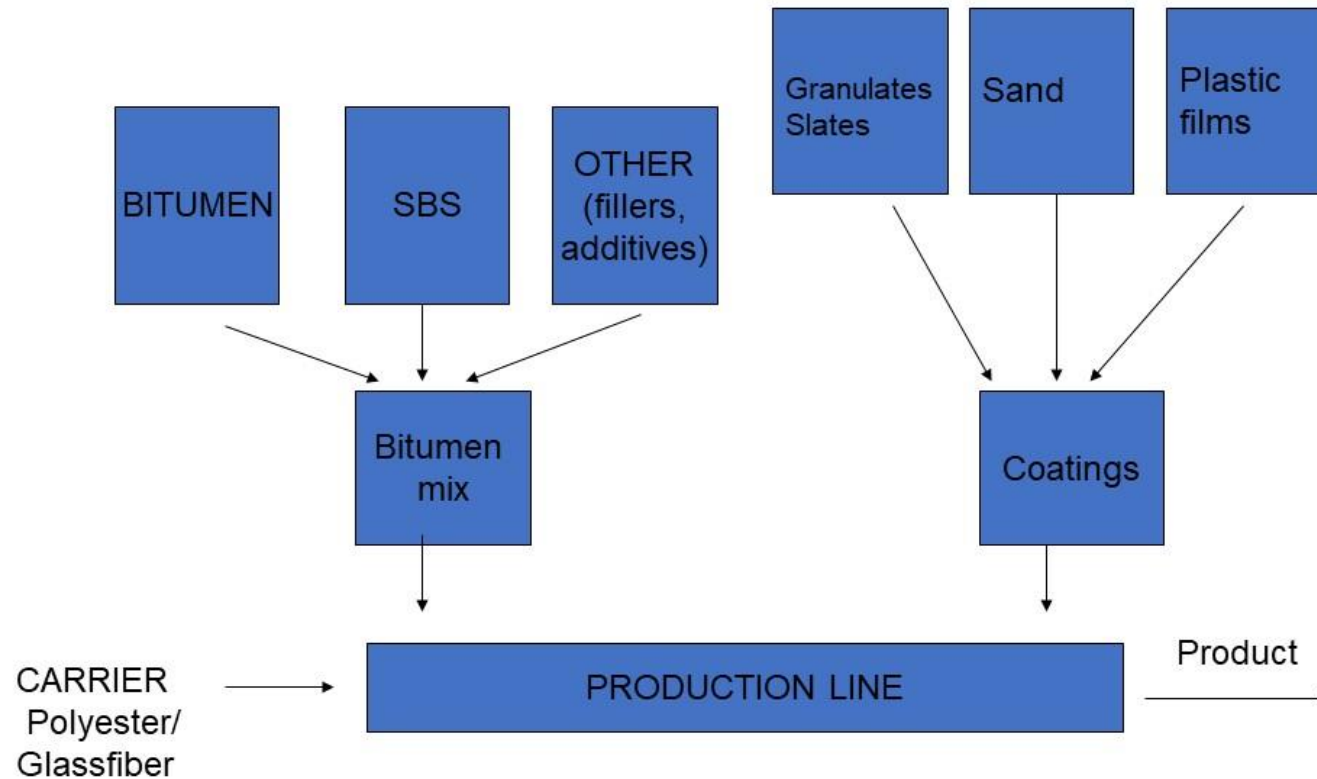 BITUMEN
SBS
OTHER
(fillers,
additives)
Granulates
Slates
Sand
Plastic
films
Bitumen
mix
Coatings
CARRIER
Polyester/
Glassfiber
PRODUCTION LINE
Product